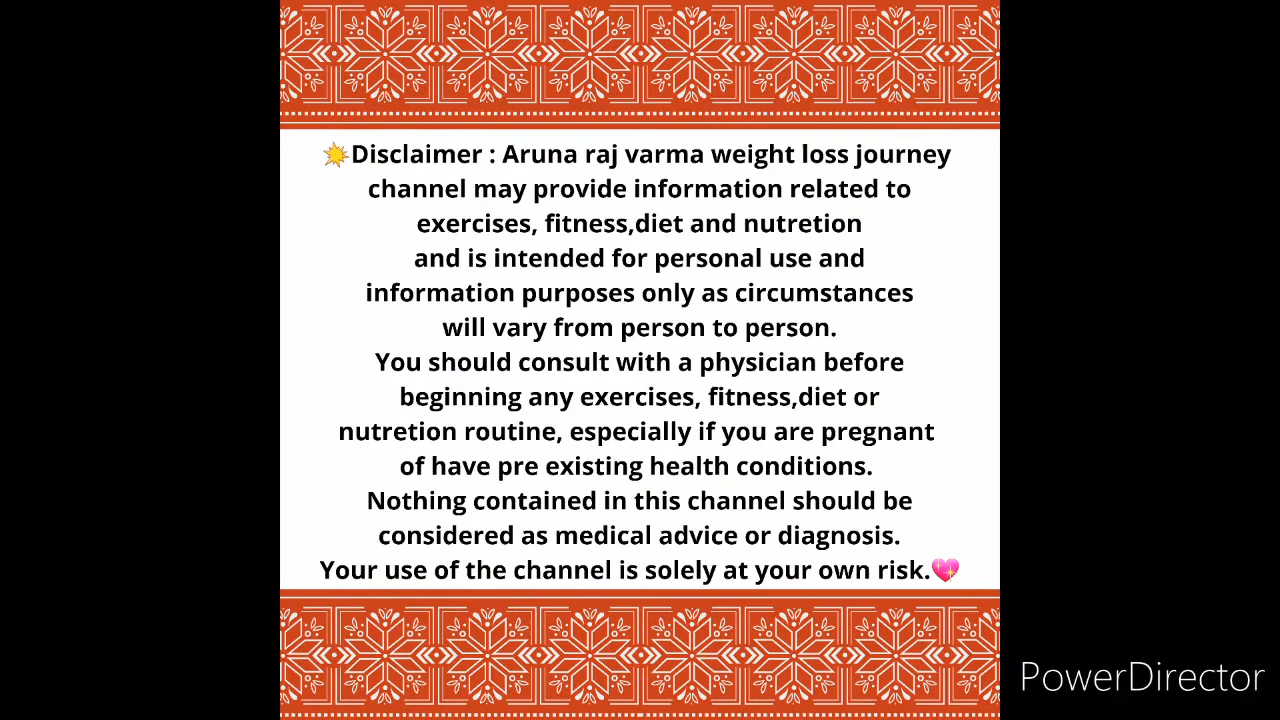 💥Disclaimer : Aruna raj varma weight loss journey
channel may provide information related to
exercises, fitness,diet and nutretion
and is intended for personal use and
information purposes only as circumstances
will vary from person to person.
You should consult with a physician before
beginning any exercises, fitness,diet or
nutretion routine, especially if you are pregnant
of have pre existing health conditions.
Nothing contained in this channel should be
considered as medical advice or diagnosis.
Your use of the channel is solely at your own risk.💖
PowerDirector